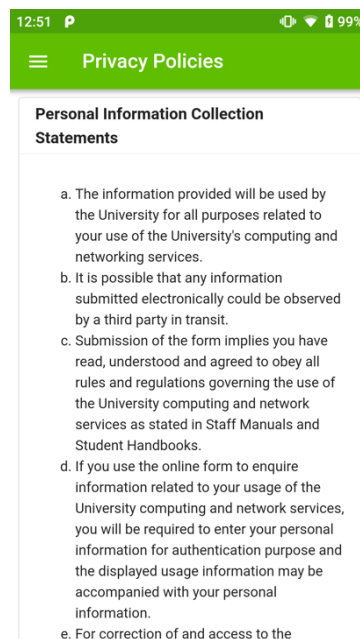 12:51 99%
Privacy Policies
Personal Information Collection
Statements
a. The information provided will be used by
the University for all purposes related to
your use of the University's computing and
networking services.
b. It is possible that any information
submitted electronically could be observed
by a third party in transit.
c. Submission of the form implies you have
read, understood and agreed to obey all
rules and regulations governing the use of
the University computing and network
services as stated in Staff Manuals and
Student Handbooks.
d. If you use the online form to enquire
information related to your usage of the
University computing and network services,
you will be required to enter your personal
information for authentication purpose and
the displayed usage information may be
accompanied with your personal
information.
e. For correction of and access to the